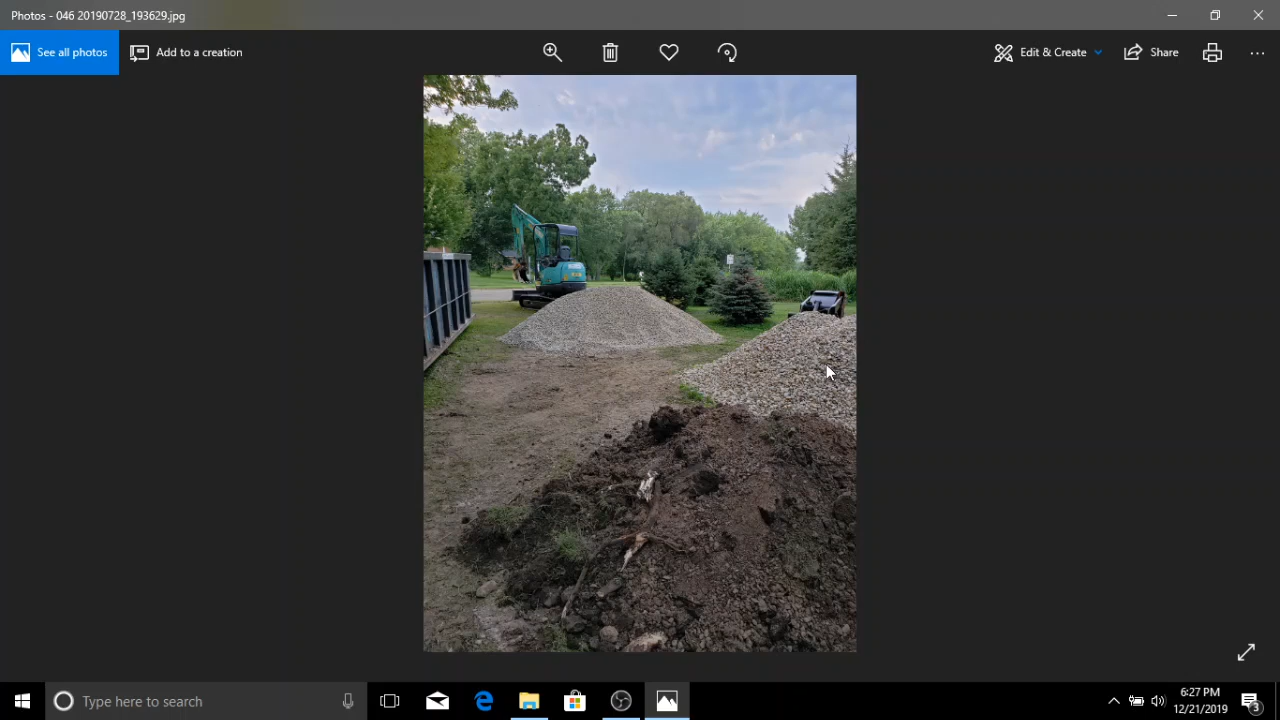 Photos - 046 20190728_193629.jpg
See all photos
Add to a creation
Edit & Create
Share
Type here to search
6:27 PM
12/21/2019
3